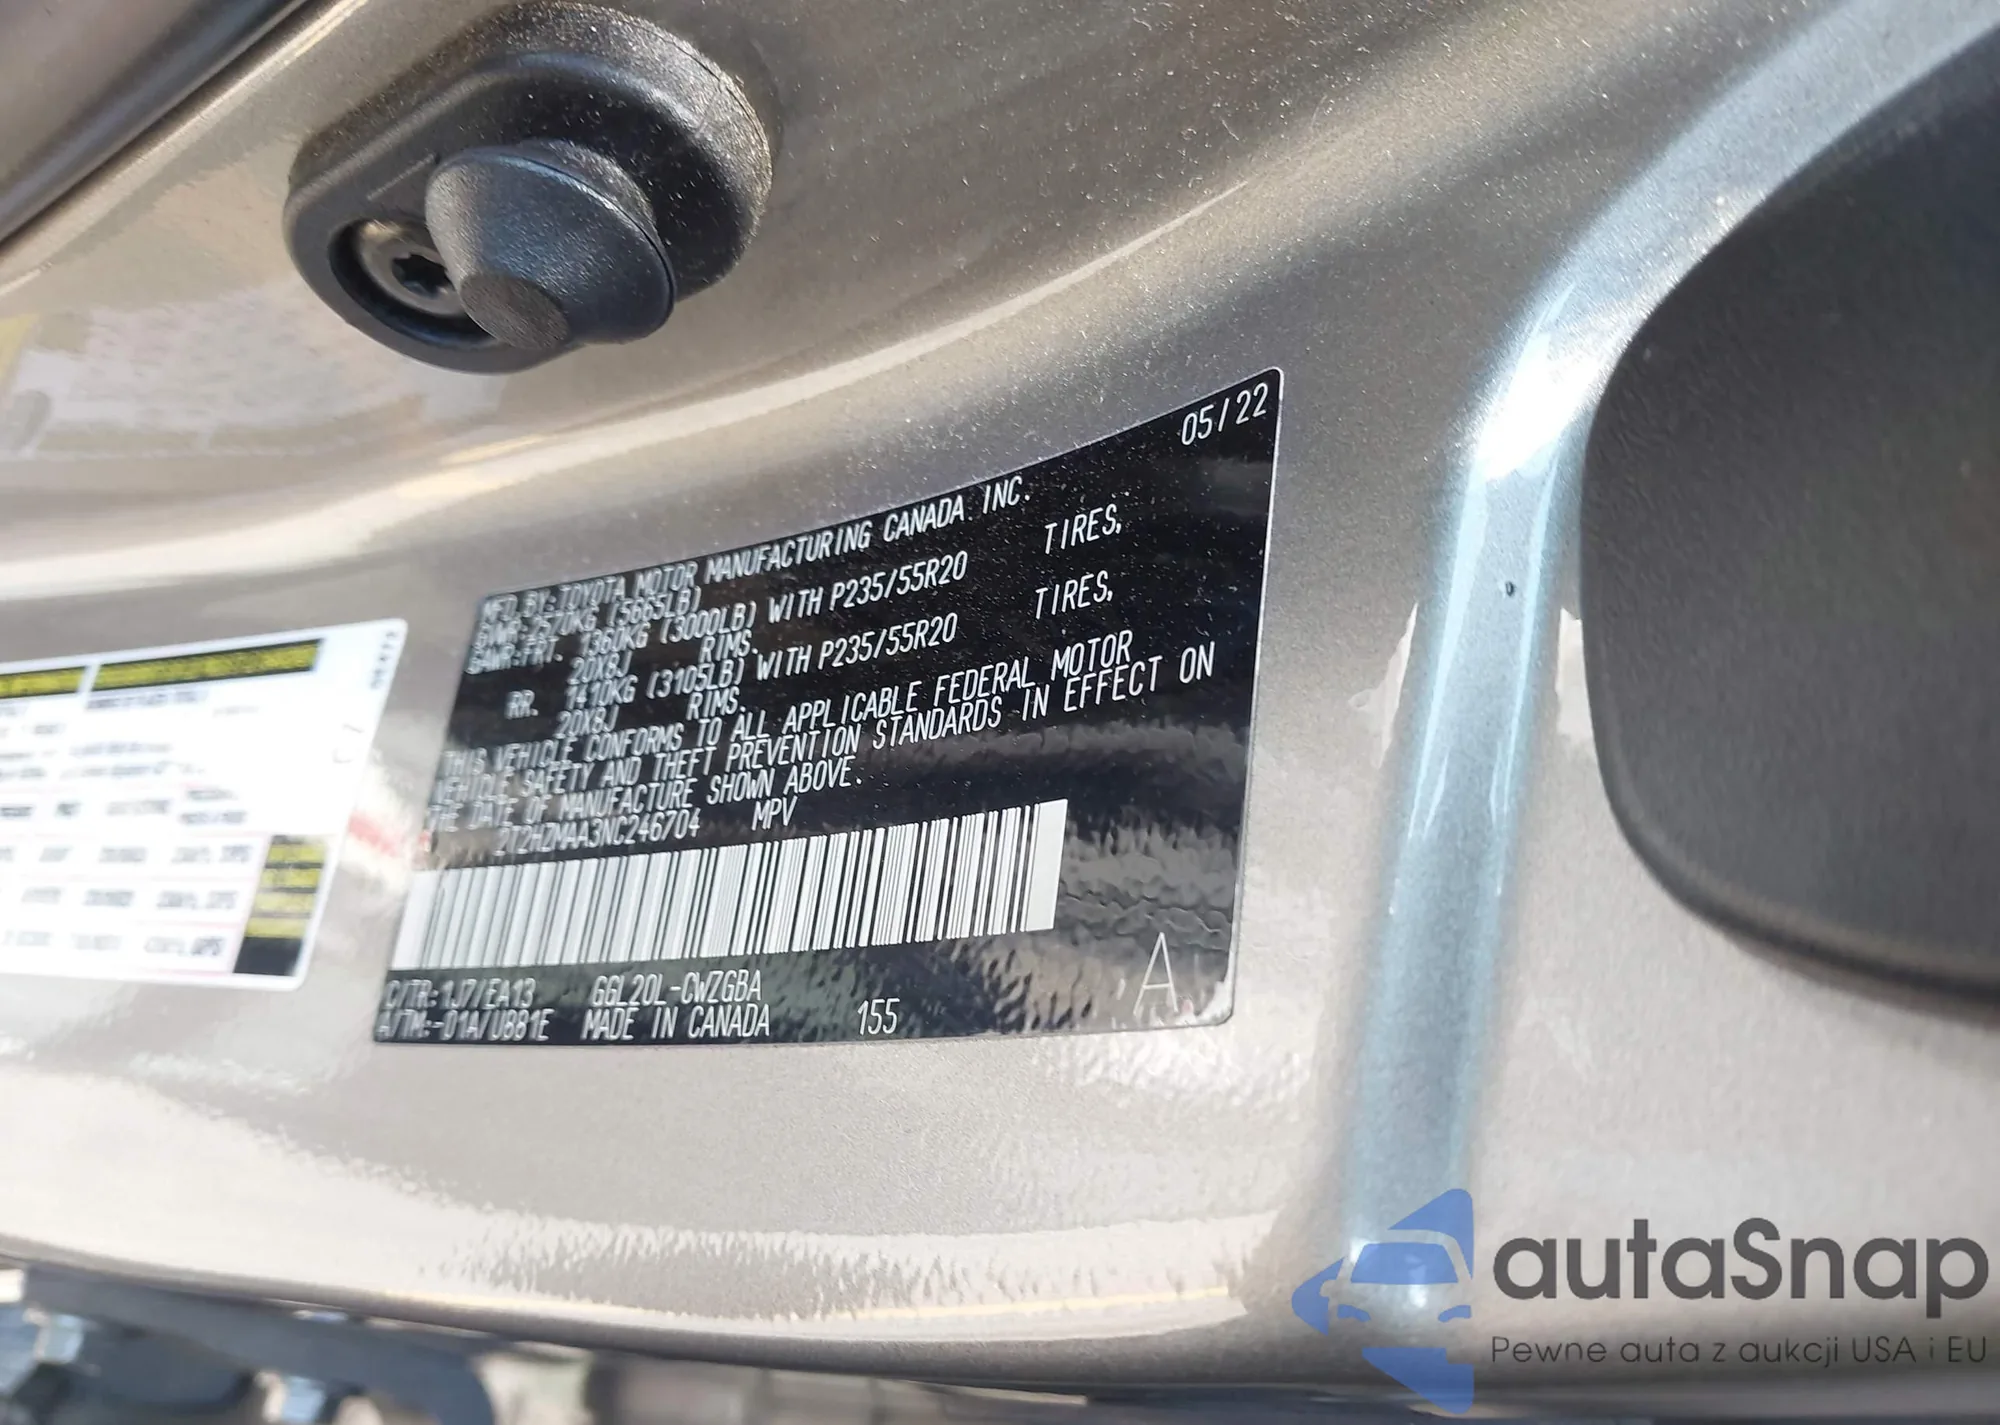 05/22
MFD. BY: TOYOTA MOTOR MANUFACTURING CANADA INC.
GVWR: 2570KG (5665LB)
GAWR: FRT. 1360KG (3000LB) WITH P235/55R20 TIRES,
20X8J RIMS.
RR. 1410KG (3105LB) WITH P235/55R20 TIRES,
20X8J RIMS.
THIS VEHICLE CONFORMS TO ALL APPLICABLE FEDERAL MOTOR
VEHICLE SAFETY AND THEFT PREVENTION STANDARDS IN EFFECT ON
THE DATE OF MANUFACTURE SHOWN ABOVE.
2T2HZMAA3NC246704 MPV
C/TR: 1J7/EA13 GGL20L-CWZGBA
A/TM:-01A/UBB1E MADE IN CANADA 155
A
autaSnap
Pewne auta z aukcji USA i EU